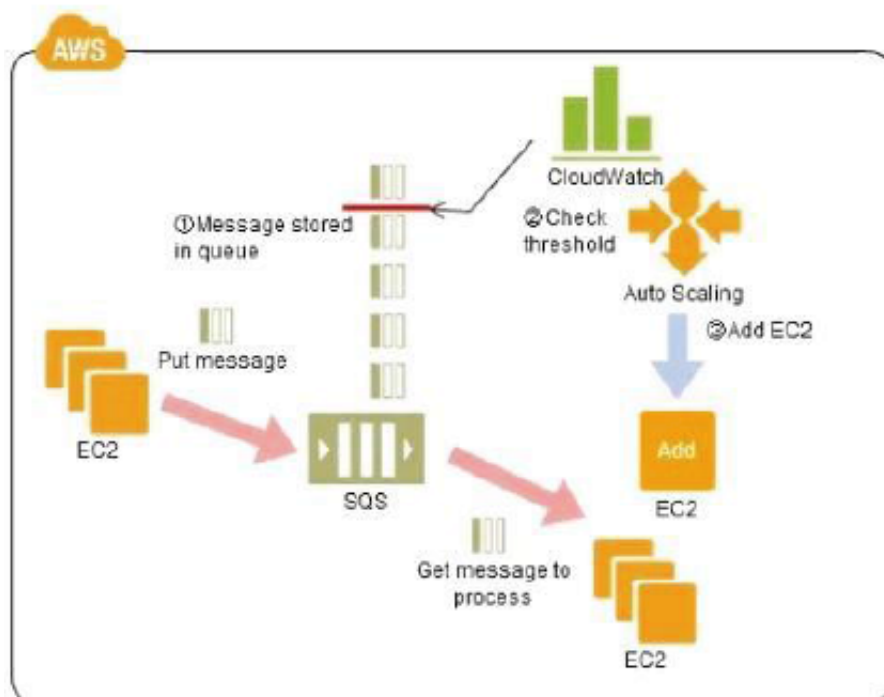 AWS
CloudWatch
①Message stored
in queue
②Check
threshold
Auto Scaling
③Add EC2
Put message
EC2
SQS
Add
EC2
Get message to
process
EC2